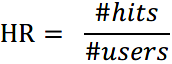 HR = #hits / #users